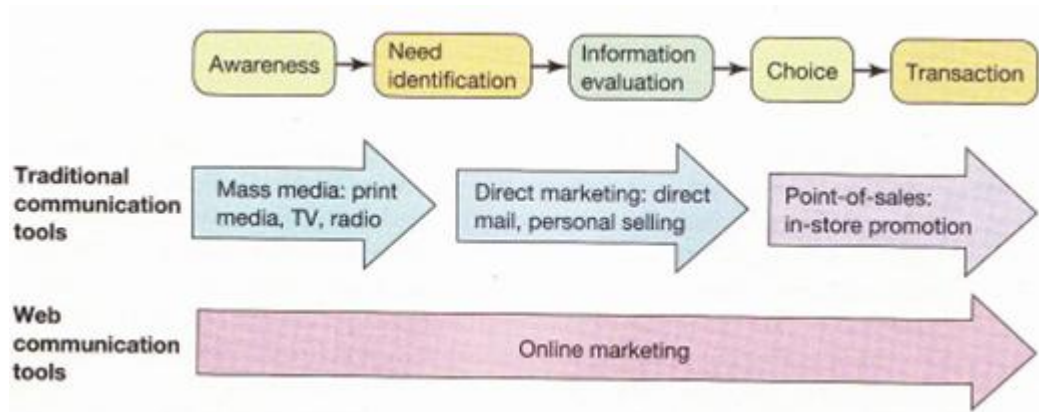 Awareness
Need
identification
Information
evaluation
Choice
Transaction
Traditional
communication
tools
Mass media: print
media, TV, radio
Direct marketing: direct
mail, personal selling
Point-of-sales:
in-store promotion
Web
communication
tools
Online marketing